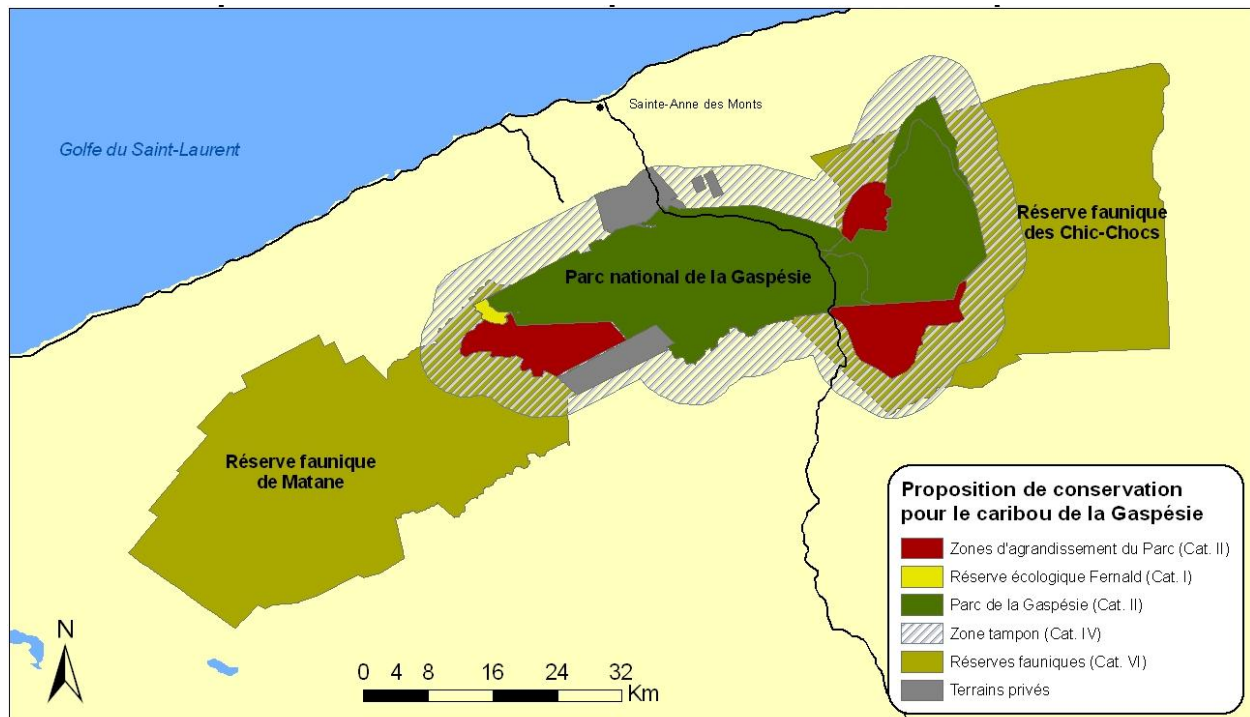 Sainte-Anne des Monts
Golfe du Saint-Laurent
Réserve faunique
des Chic-Chocs
Parc national de la Gaspésie
Réserve faunique
de Matane
Proposition de conservation
pour le caribou de la Gaspésie
Zones d'agrandissement du Parc (Cat. II)
Réserve écologique Fernald (Cat. I)
Parc de la Gaspésie (Cat. II)
Zone tampon (Cat. IV)
Réserves fauniques (Cat. VI)
Terrains privés
N
0 4 8 16 24 32
Km